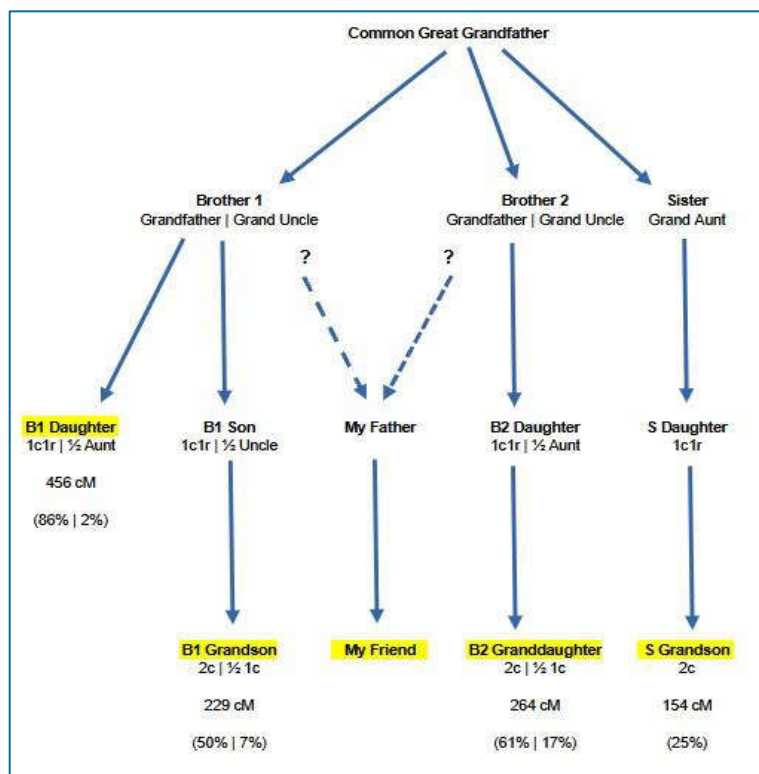 Common Great Grandfather
Brother 1
Grandfather | Grand Uncle
Brother 2
Grandfather | Grand Uncle
Sister
Grand Aunt
?
?
B1 Daughter
1c1r | ½ Aunt
456 cM
(86% | 2%)
B1 Son
1c1r | ½ Uncle
My Father
B2 Daughter
1c1r | ½ Aunt
S Daughter
1c1r
B1 Grandson
2c | ½ 1c
229 cM
(50% | 7%)
My Friend
B2 Granddaughter
2c | ½ 1c
264 cM
(61% | 17%)
S Grandson
2c
154 cM
(25%)